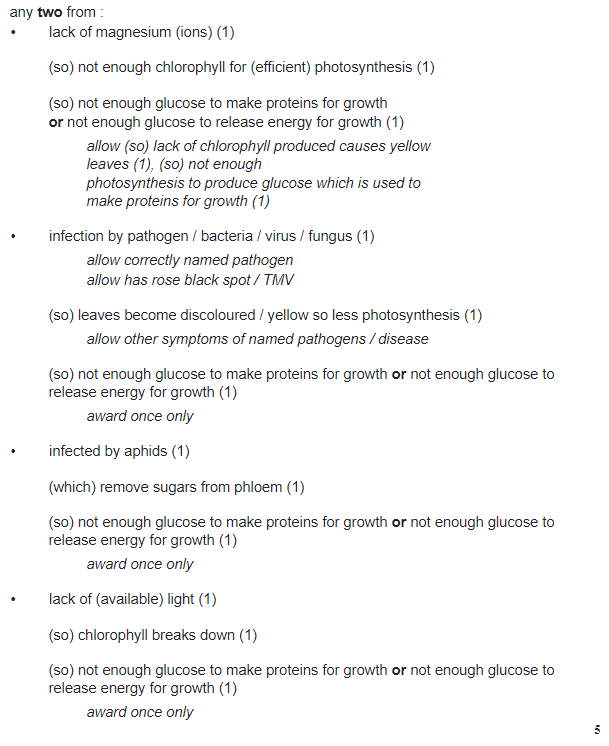 any two from :
• lack of magnesium (ions) (1)
(so) not enough chlorophyll for (efficient) photosynthesis (1)
(so) not enough glucose to make proteins for growth
or not enough glucose to release energy for growth (1)
allow (so) lack of chlorophyll produced causes yellow
leaves (1), (so) not enough
photosynthesis to produce glucose which is used to
make proteins for growth (1)
• infection by pathogen / bacteria / virus / fungus (1)
allow correctly named pathogen
allow has rose black spot / TMV
(so) leaves become discoloured / yellow so less photosynthesis (1)
allow other symptoms of named pathogens / disease
(so) not enough glucose to make proteins for growth or not enough glucose to
release energy for growth (1)
award once only
• infected by aphids (1)
(which) remove sugars from phloem (1)
(so) not enough glucose to make proteins for growth or not enough glucose to
release energy for growth (1)
award once only
• lack of (available) light (1)
(so) chlorophyll breaks down (1)
(so) not enough glucose to make proteins for growth or not enough glucose to
release energy for growth (1)
award once only
5